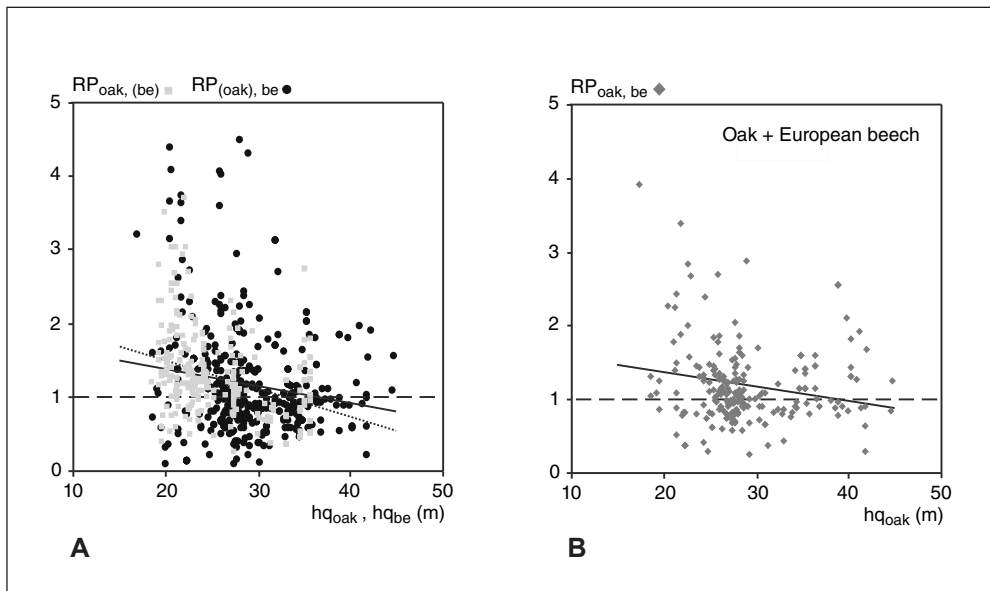 RPoak, (be) RP(oak), be
5
4
3
2
1
0
10 20 30 40 50
hqoak , hqbe (m)
A
RPoak, be
5
Oak + European beech
4
3
2
1
0
10 20 30 40 50
hqoak (m)
B